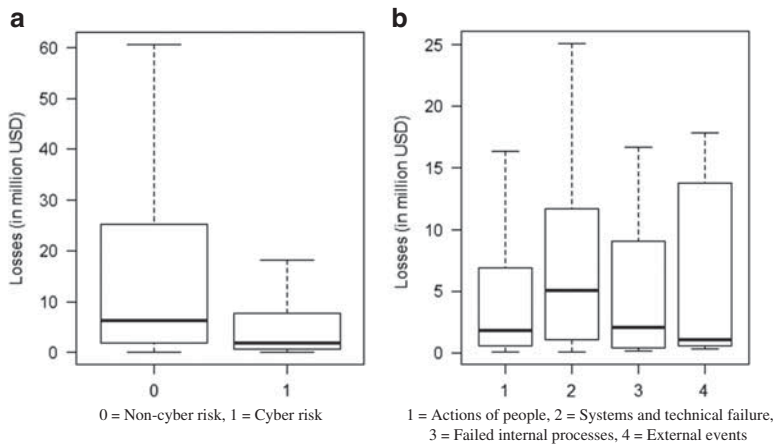 a
Losses (in million USD)
60
50
40
30
20
10
0
0 1
0 = Non-cyber risk, 1 = Cyber risk
b
Losses (in million USD)
25
20
15
10
5
0
1 2 3 4
1 = Actions of people, 2 = Systems and technical failure,
3 = Failed internal processes, 4 = External events